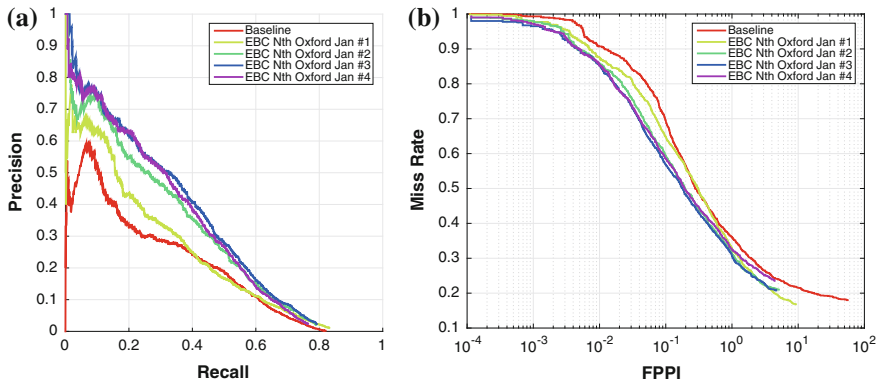 (a)
Precision
1
0.9
0.8
0.7
0.6
0.5
0.4
0.3
0.2
0.1
0
0 0.2 0.4 0.6 0.8 1
Recall
Baseline
EBC Nth Oxford Jan #1
EBC Nth Oxford Jan #2
EBC Nth Oxford Jan #3
EBC Nth Oxford Jan #4
(b)
Miss Rate
1
0.9
0.8
0.7
0.6
0.5
0.4
0.3
0.2
0.1
10-4 10-3 10-2 10-1 100 101 102
FPPI
Baseline
EBC Nth Oxford Jan #1
EBC Nth Oxford Jan #2
EBC Nth Oxford Jan #3
EBC Nth Oxford Jan #4